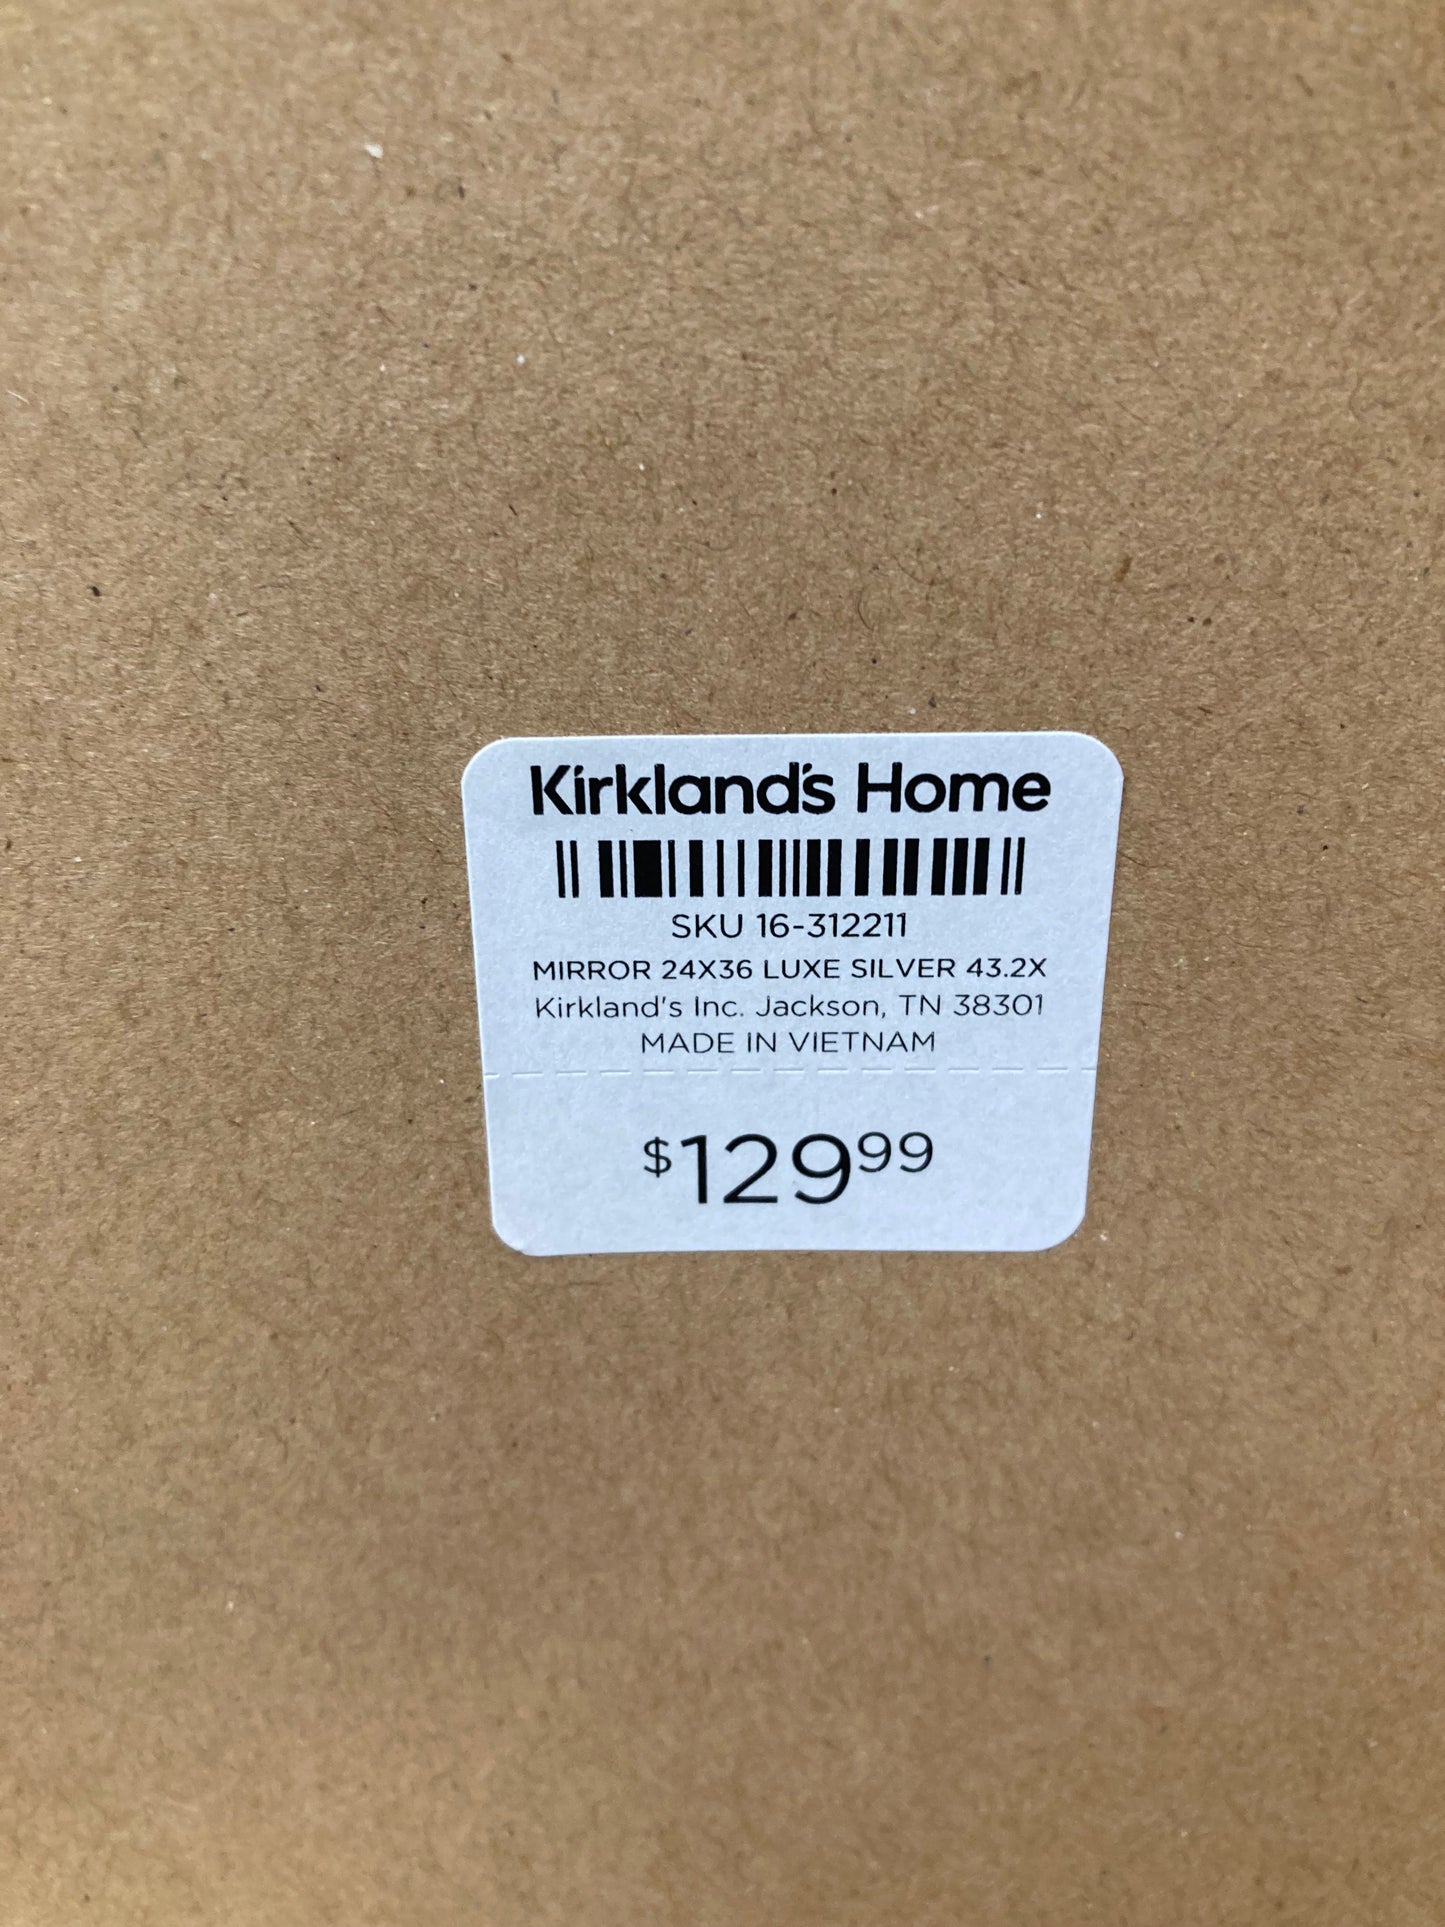 Kirkland's Home
SKU 16-312211
MIRROR 24X36 LUXE SILVER 43.2X
Kirkland's Inc. Jackson, TN 38301
MADE IN VIETNAM
$129 99